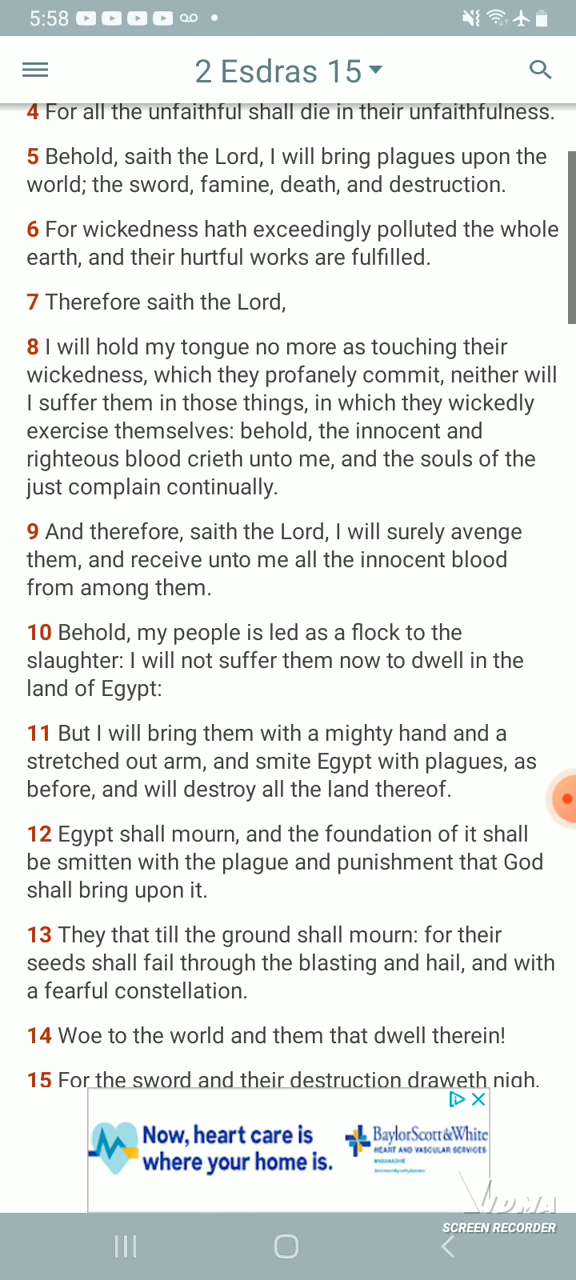 5:58
2 Esdras 15
4 For all the unfaithful shall die in their unfaithfulness.
5 Behold, saith the Lord, I will bring plagues upon the
world; the sword, famine, death, and destruction.
6 For wickedness hath exceedingly polluted the whole
earth, and their hurtful works are fulfilled.
7 Therefore saith the Lord,
8 I will hold my tongue no more as touching their
wickedness, which they profanely commit, neither will
I suffer them in those things, in which they wickedly
exercise themselves: behold, the innocent and
righteous blood crieth unto me, and the souls of the
just complain continually.
9 And therefore, saith the Lord, I will surely avenge
them, and receive unto me all the innocent blood
from among them.
10 Behold, my people is led as a flock to the
slaughter: I will not suffer them now to dwell in the
land of Egypt:
11 But I will bring them with a mighty hand and a
stretched out arm, and smite Egypt with plagues, as
before, and will destroy all the land thereof.
12 Egypt shall mourn, and the foundation of it shall
be smitten with the plague and punishment that God
shall bring upon it.
13 They that till the ground shall mourn: for their
seeds shall fail through the blasting and hail, and with
a fearful constellation.
14 Woe to the world and them that dwell therein!
15 For the sword and their destruction draweth nigh,
Now, heart care is
where your home is.
BaylorScott&White
HEART AND VASCULAR SERVICES
VIDMA
SCREEN RECORDER